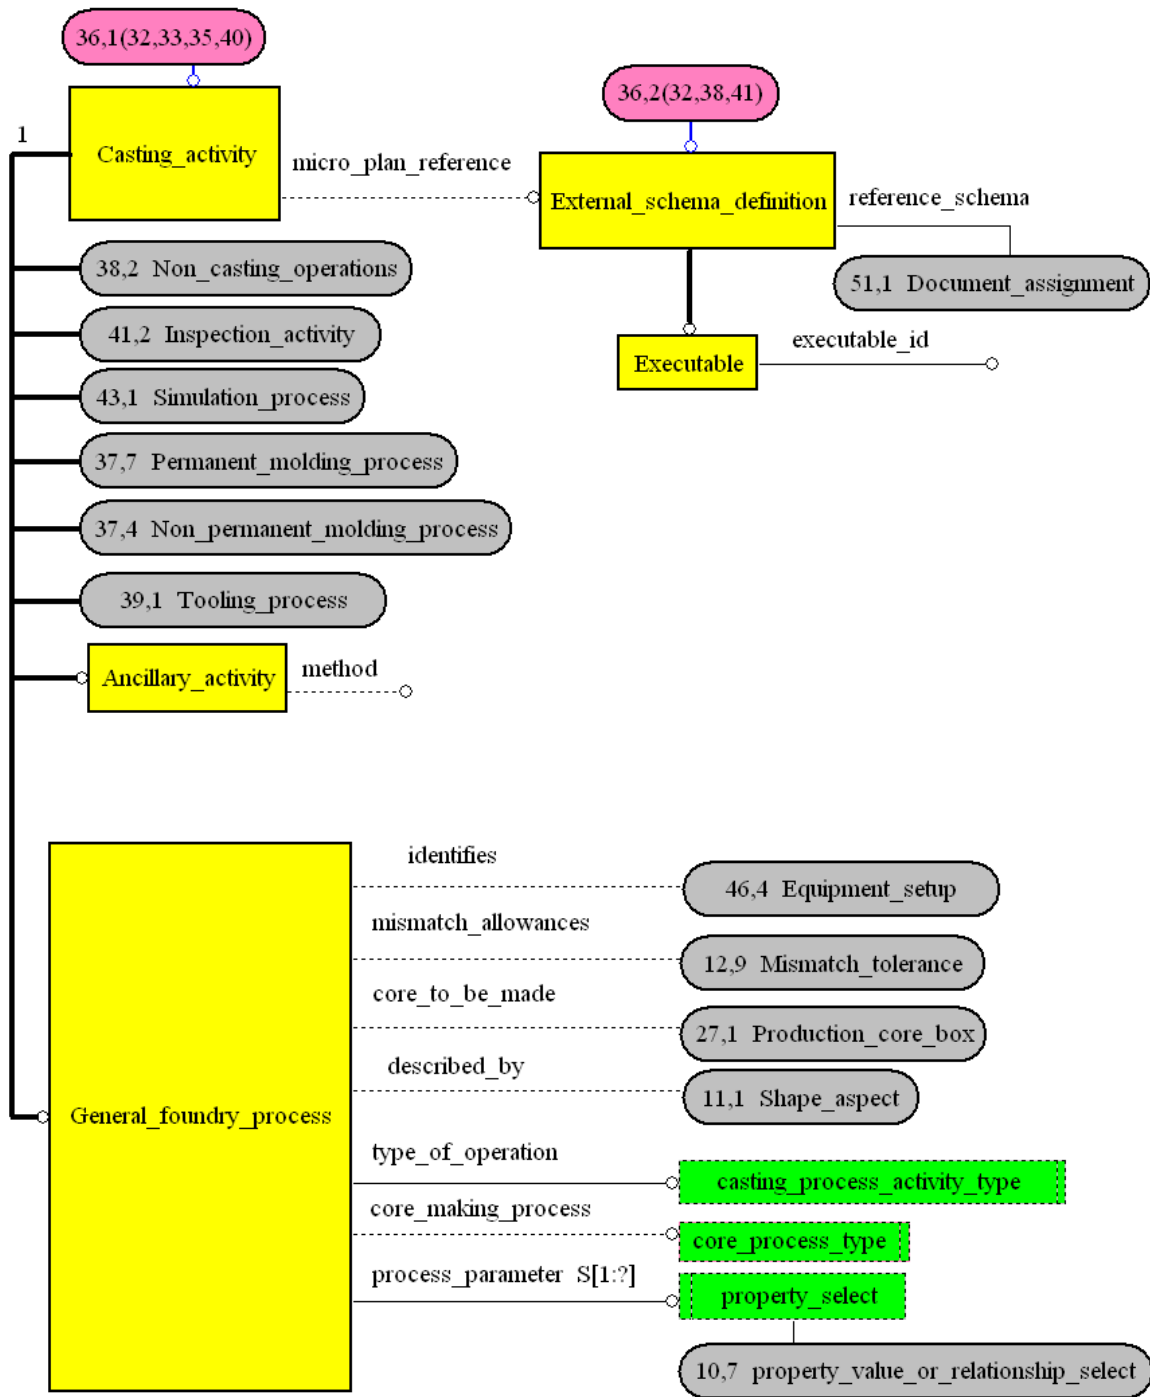 36,1(32,33,35,40)
36,2(32,38,41)
1
Casting_activity
micro_plan_reference
External_schema_definition
reference_schema
38,2 Non_casting_operations
51,1 Document_assignment
41,2 Inspection_activity
executable_id
Executable
43,1 Simulation_process
37,7 Permanent_molding_process
37,4 Non_permanent_molding_process
39,1 Tooling_process
Ancillary_activity
method
identifies
46,4 Equipment_setup
mismatch_allowances
12,9 Mismatch_tolerance
core_to_be_made
27,1 Production_core_box
described_by
11,1 Shape_aspect
General_foundry_process
type_of_operation
casting_process_activity_type
core_making_process
core_process_type
process_parameter S[1:?]
property_select
10,7 property_value_or_relationship_select